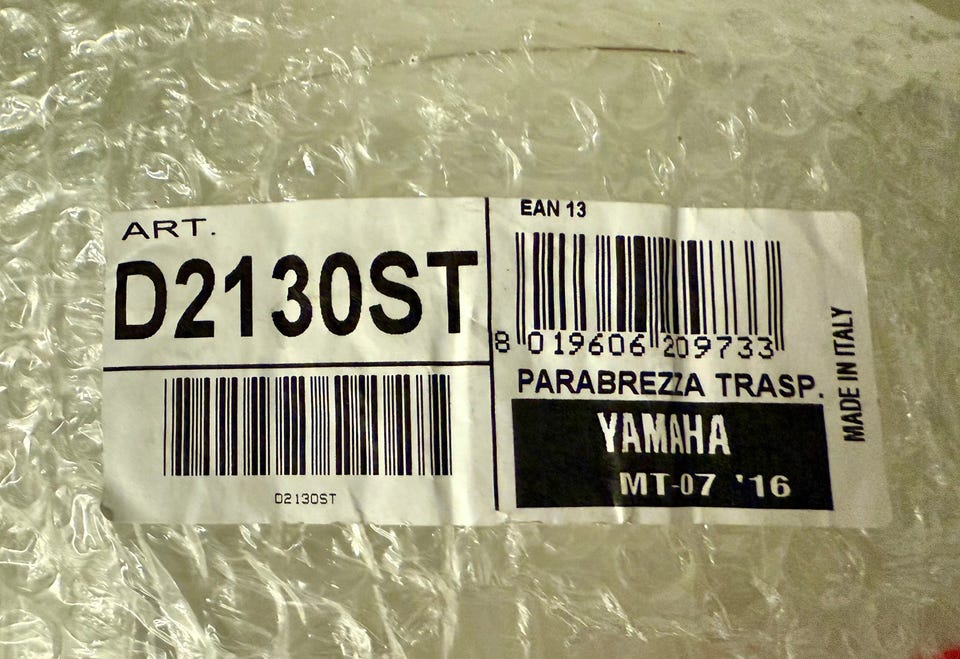 ART.
D2130ST
D2130ST
EAN 13
8 019606 209733
PARABREZZA TRASP.
YAMAHA
MT-07 '16
MADE IN ITALY